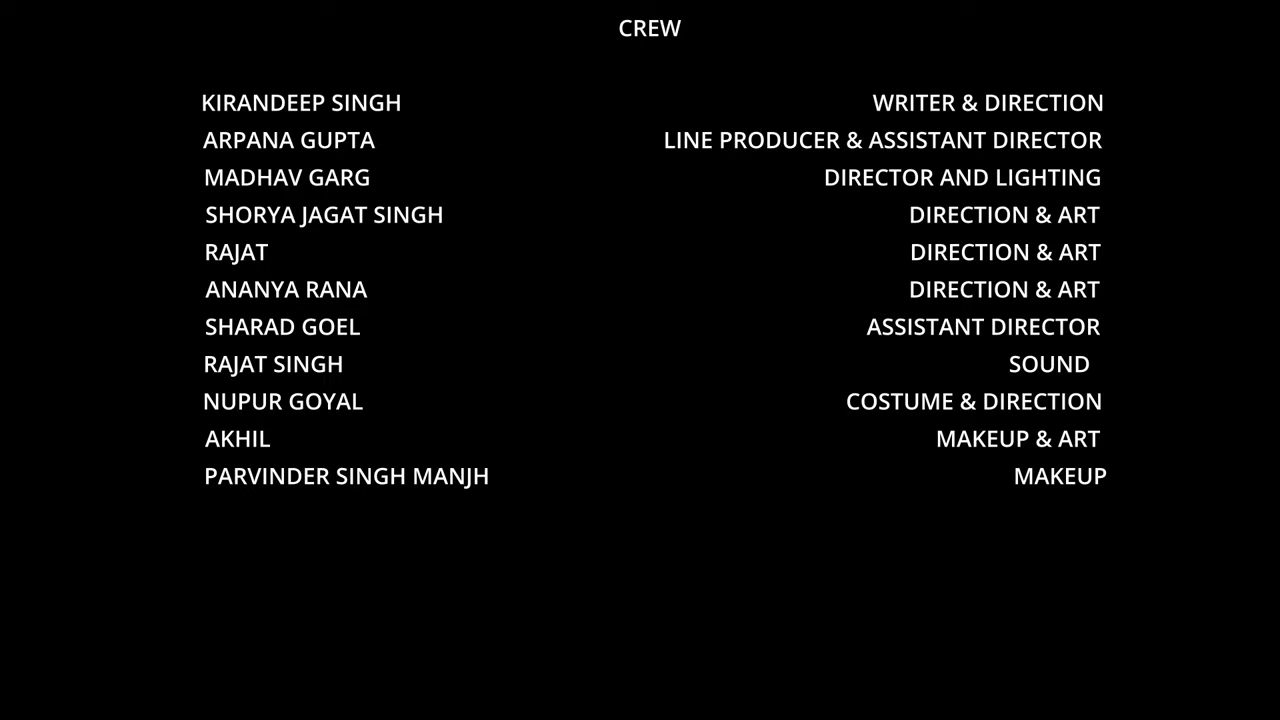 CREW
KIRANDEEP SINGH WRITER & DIRECTION
ARPANA GUPTA LINE PRODUCER & ASSISTANT DIRECTOR
MADHAV GARG DIRECTOR AND LIGHTING
SHORYA JAGAT SINGH DIRECTION & ART
RAJAT DIRECTION & ART
ANANYA RANA DIRECTION & ART
SHARAD GOEL ASSISTANT DIRECTOR
RAJAT SINGH SOUND
NUPUR GOYAL COSTUME & DIRECTION
AKHIL MAKEUP & ART
PARVINDER SINGH MANJH MAKEUP